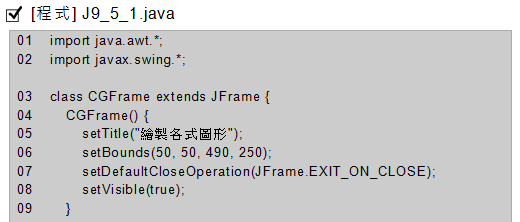 [程式] J9_5_1.java
01 import java.awt.*;
02 import javax.swing.*;
03 class CGFrame extends JFrame {
04 CGFrame() {
05 setTitle("繪製各式圖形");
06 setBounds(50, 50, 490, 250);
07 setDefaultCloseOperation(JFrame.EXIT_ON_CLOSE);
08 setVisible(true);
09 }